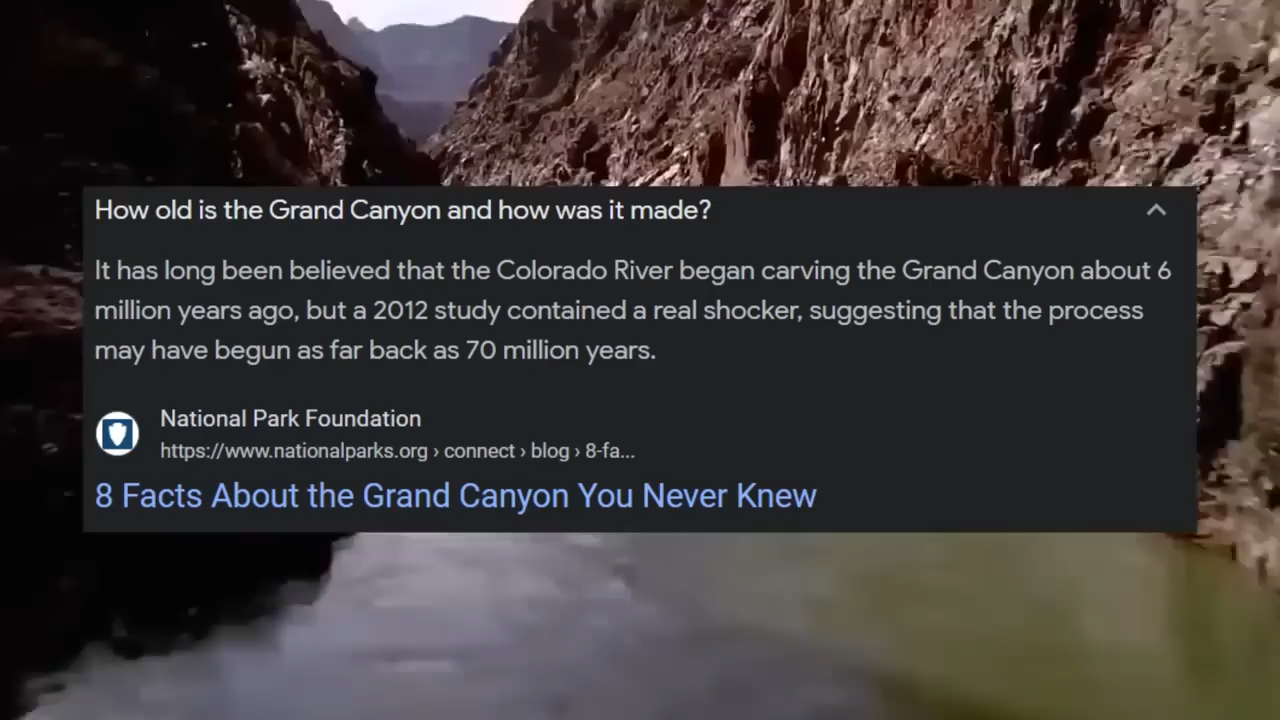 How old is the Grand Canyon and how was it made?
It has long been believed that the Colorado River began carving the Grand Canyon about 6
million years ago, but a 2012 study contained a real shocker, suggesting that the process
may have begun as far back as 70 million years.
National Park Foundation
https://www.nationalparks.org › connect › blog › 8-fa...
8 Facts About the Grand Canyon You Never Knew